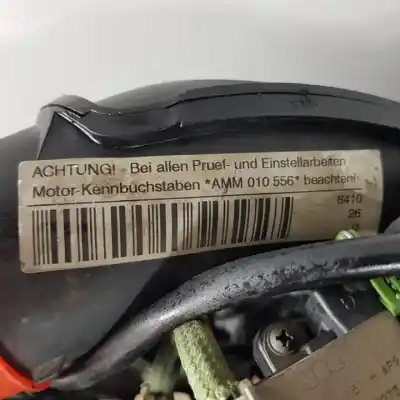 ACHTUNG! - Bei allen Pruef- und Einstellarbeiten
Motor-Kennbuchstaben *AMM 010 556* beachten!
8410
26